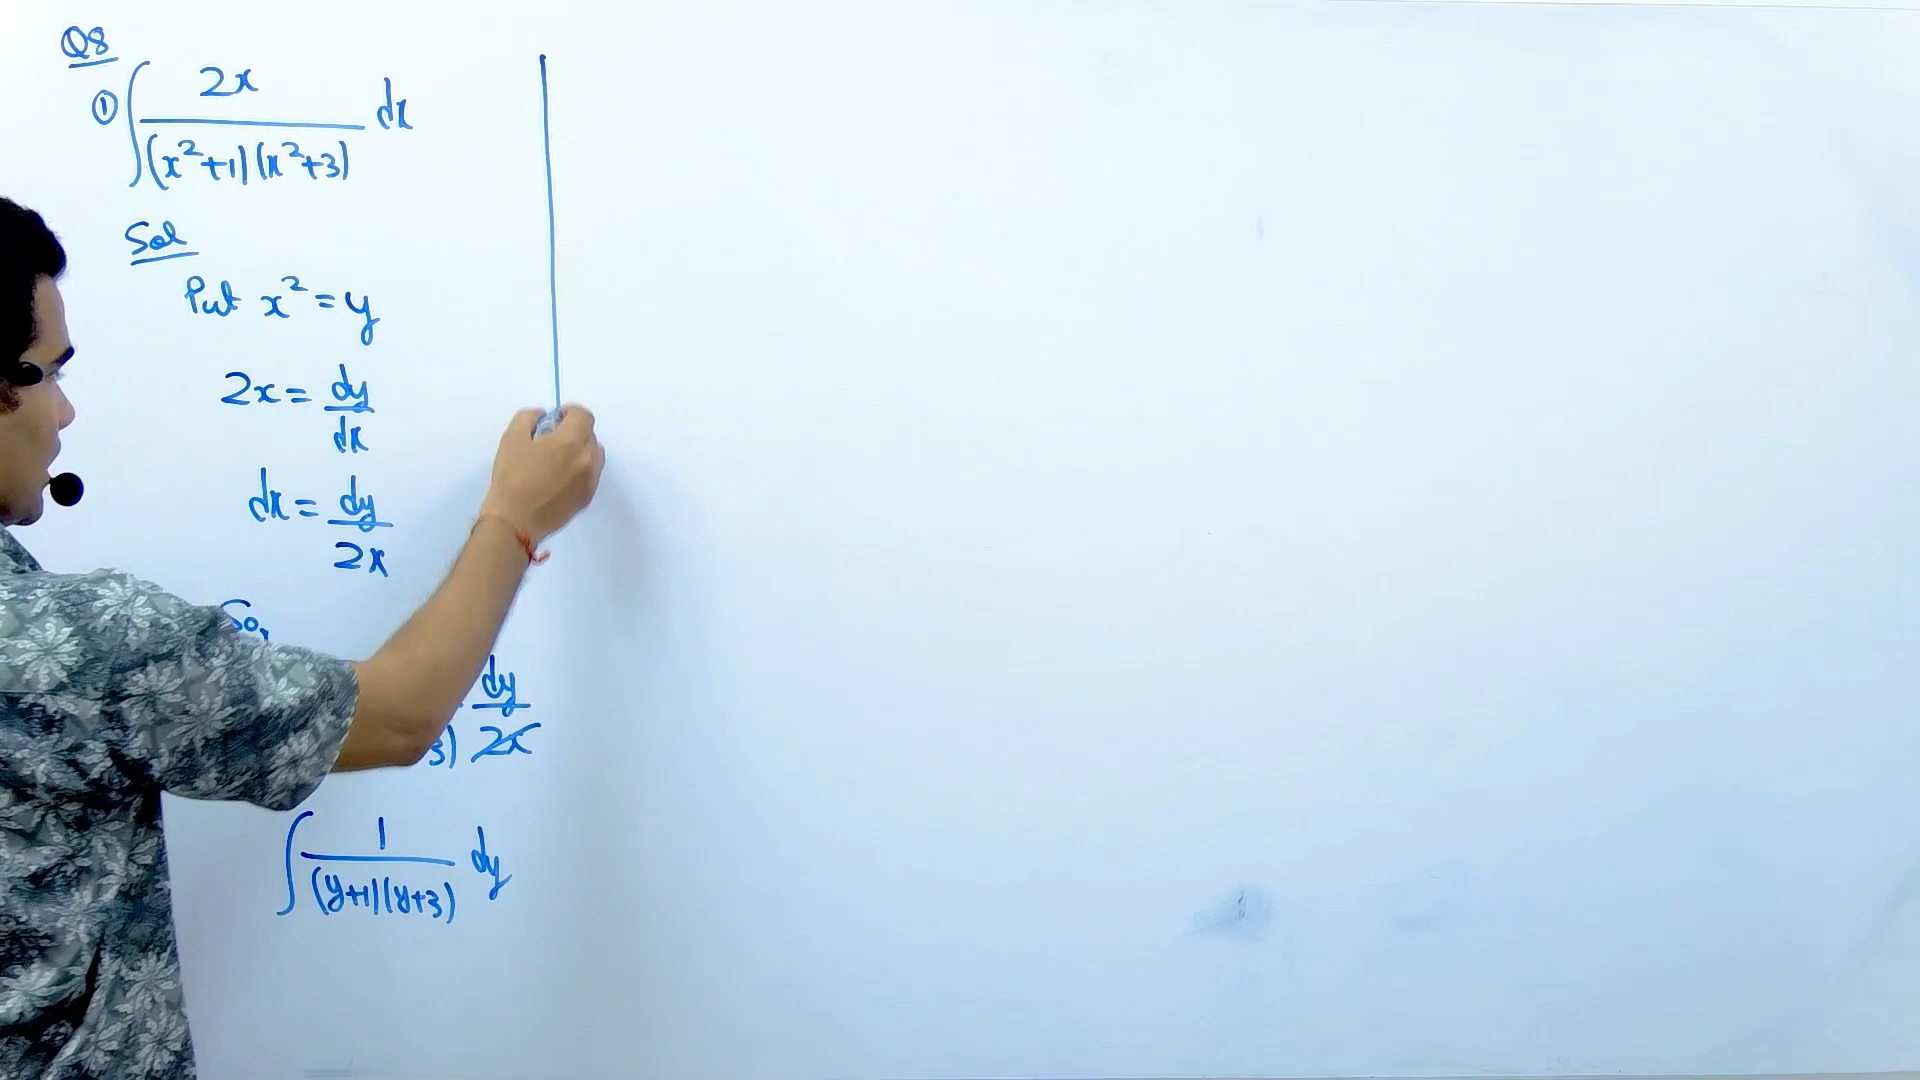 Q8
① ∫ 2x / (x²+1)(x²+3) dx
Sol
Put x² = y
2x = dy/dx
dx = dy/2x
So,
3) dy/2x
∫ 1 / (y+1)(y+3) dy